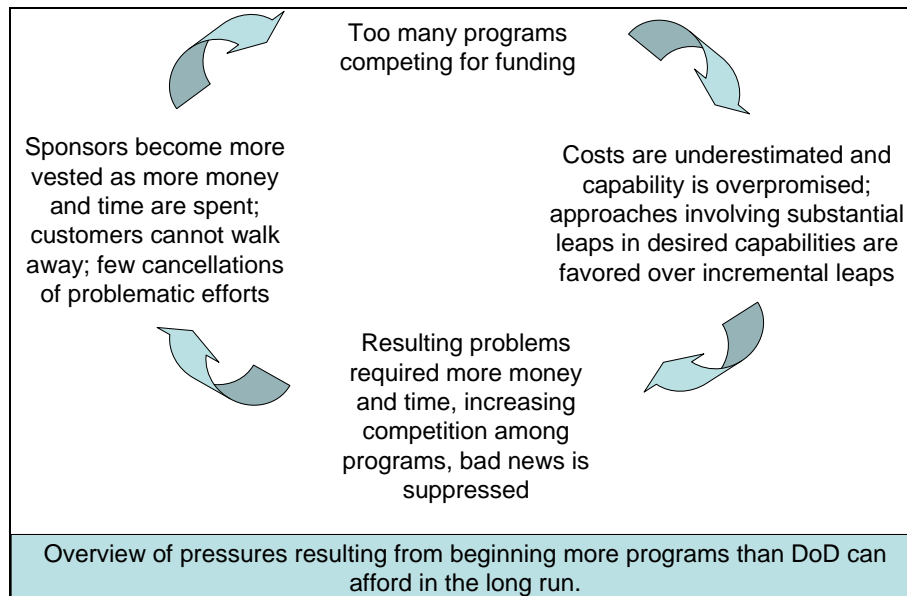 Too many programs
competing for funding
Costs are underestimated and
capability is overpromised;
approaches involving substantial
leaps in desired capabilities are
favored over incremental leaps
Resulting problems
required more money
and time, increasing
competition among
programs, bad news is
suppressed
Sponsors become more
vested as more money
and time are spent;
customers cannot walk
away; few cancellations
of problematic efforts
Overview of pressures resulting from beginning more programs than DoD can
afford in the long run.